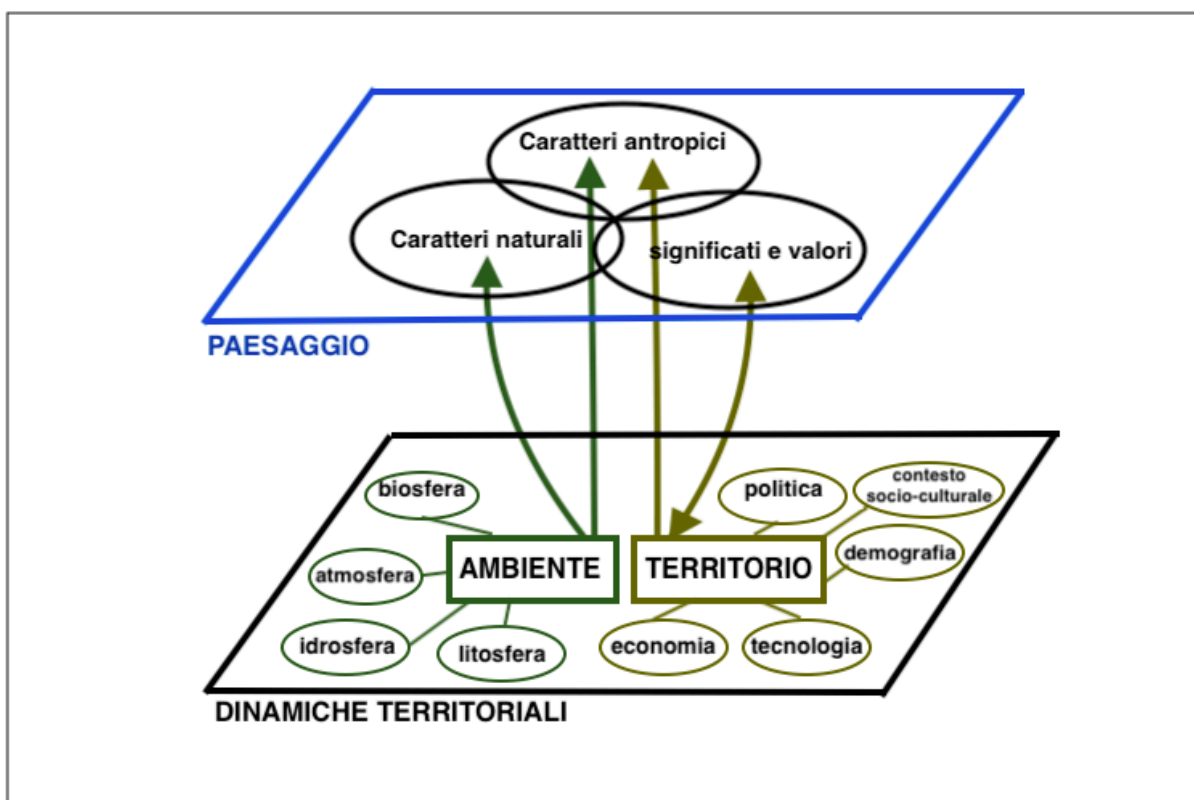 Caratteri antropici
Caratteri naturali
significati e valori
PAESAGGIO
biosfera
politica
contesto
socio-culturale
atmosfera
AMBIENTE
TERRITORIO
demografia
idrosfera
litosfera
economia
tecnologia
DINAMICHE TERRITORIALI